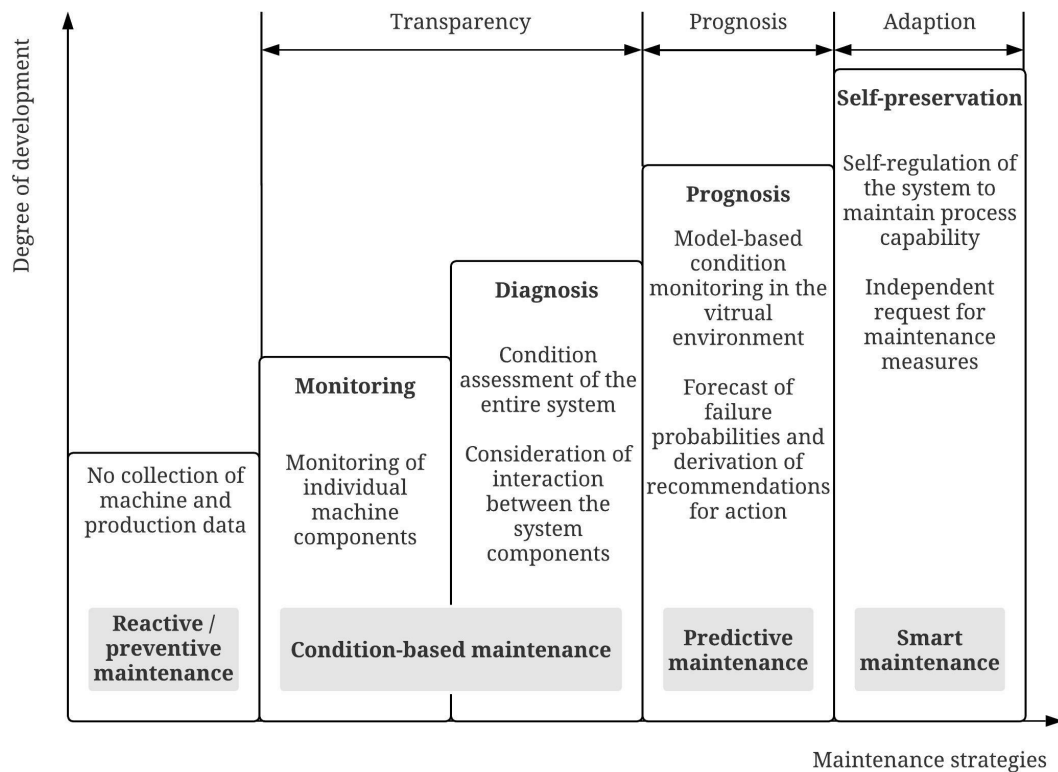 Transparency
Prognosis
Adaption
Degree of development
Self-preservation
Self-regulation of
the system to
maintain process
capability
Independent
request for
maintenance
measures
Prognosis
Model-based
condition
monitoring in the
vitrual
environment
Forecast of
failure
probabilities and
derivation of
recommendations
for action
Diagnosis
Condition
assessment of the
entire system
Consideration of
interaction
between the
system
components
Monitoring
Monitoring of
individual
machine
components
No collection of
machine and
production data
Reactive /
preventive
maintenance
Condition-based maintenance
Predictive
maintenance
Smart
maintenance
Maintenance strategies